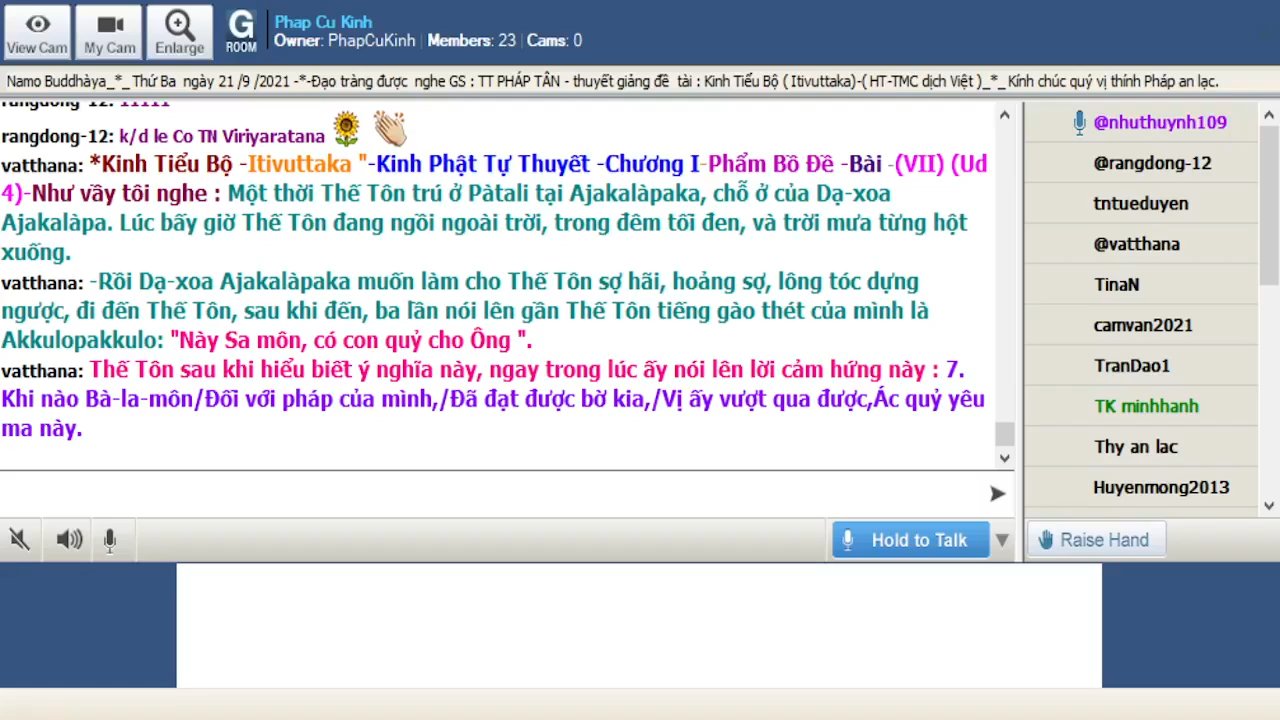 View Cam
My Cam
Enlarge
G
ROOM
Phap Cu Kinh
Owner: PhapCuKinh | Members: 23 | Cams: 0
Namo Buddhàya_*_ Thứ Ba ngày 21 /9 /2021 -*-Đạo tràng được nghe GS : TT PHÁP TÂN - thuyết giảng đề tài : Kinh Tiểu Bộ ( Itivuttaka)-( HT-TMC dịch Việt )_*_ Kính chúc quý vị thính Pháp an lạc.
rangdong-12: 11111
rangdong-12: k/d le Co TN Viriyaratana
vatthana: *Kinh Tiểu Bộ -Itivuttaka "-Kinh Phật Tự Thuyết -Chương I-Phẩm Bồ Đề -Bài -(VII) (Ud
4)-Như vầy tôi nghe : Một thời Thế Tôn trú ở Pàtali tại Ajakalàpaka, chỗ ở của Dạ-xoa
Ajakalàpa. Lúc bấy giờ Thế Tôn đang ngồi ngoài trời, trong đêm tối đen, và trời mưa từng hột
xuống.
vatthana: -Rồi Dạ-xoa Ajakalàpaka muốn làm cho Thế Tôn sợ hãi, hoảng sợ, lông tóc dựng
ngược, đi đến Thế Tôn, sau khi đến, ba lần nói lên gần Thế Tôn tiếng gào thét của mình là
Akkulopakkulo: "Này Sa môn, có con quỷ cho Ông ".
vatthana: Thế Tôn sau khi hiểu biết ý nghĩa này, ngay trong lúc ấy nói lên lời cảm hứng này : 7.
Khi nào Bà-la-môn/Đối với pháp của mình,/Đã đạt được bờ kia,/Vị ấy vượt qua được,Ác quỷ yêu
ma này.
@nhuthuynh109
@rangdong-12
tntueduyen
@vatthana
TinaN
camvan2021
TranDao1
TK minhhanh
Thy an lac
Huyenmong2013
Hold to Talk
Raise Hand